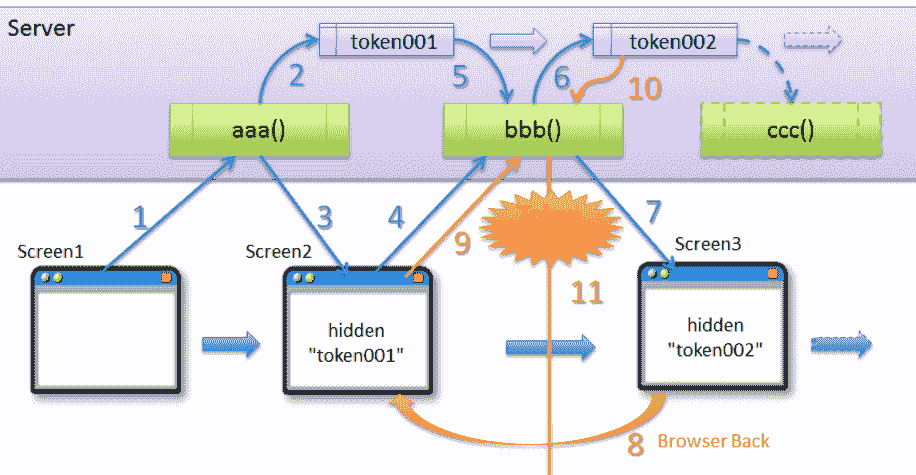 Server
token001
token002
2
5
6
10
aaa()
bbb()
ccc()
1
3
4
9
7
11
Screen1
Screen2
Screen3
hidden
"token001"
hidden
"token002"
8 Browser Back